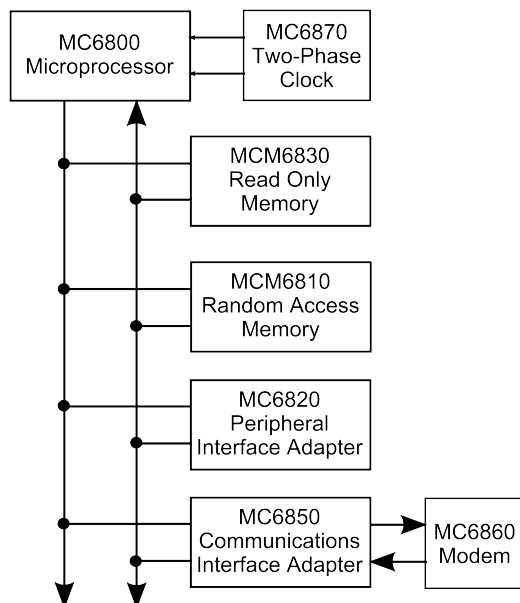 MC6800
Microprocessor
MC6870
Two-Phase
Clock
MCM6830
Read Only
Memory
MCM6810
Random Access
Memory
MC6820
Peripheral
Interface Adapter
MC6850
Communications
Interface Adapter
MC6860
Modem